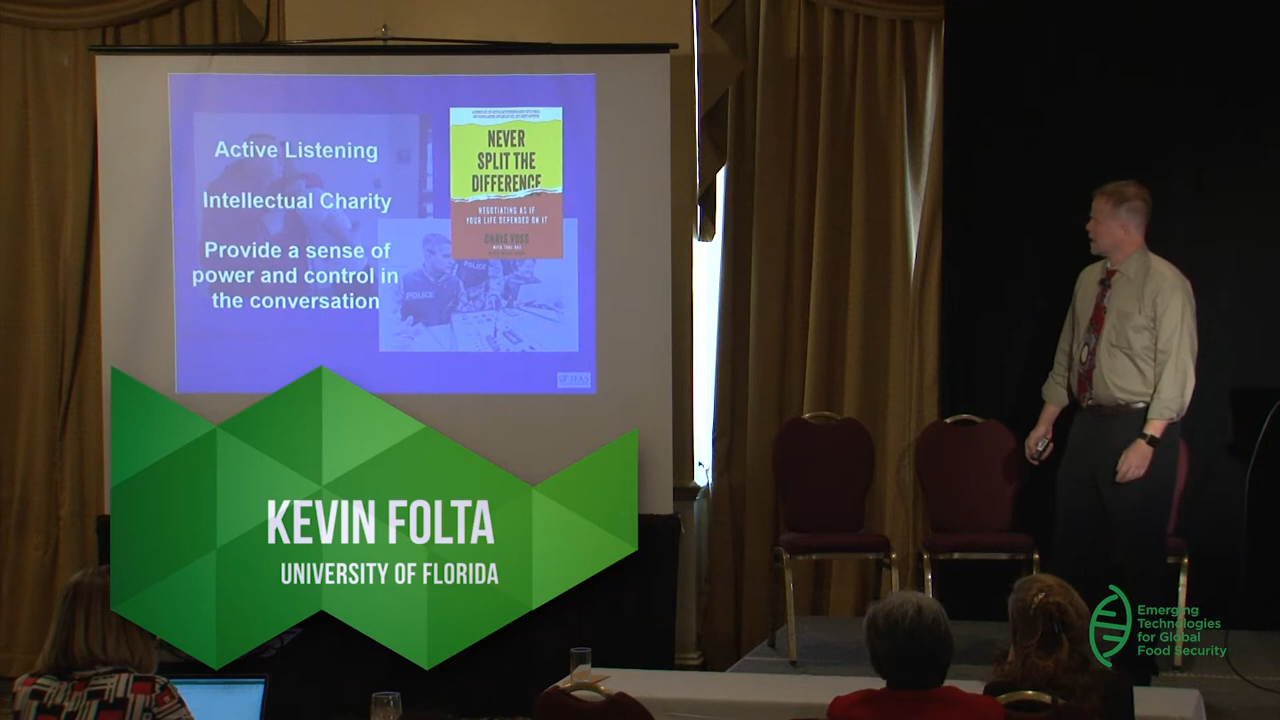 Active Listening
Intellectual Charity
Provide a sense of
power and control in
the conversation
NEVER
SPLIT THE
DIFFERENCE
NEGOTIATING AS IF
YOUR LIFE DEPENDED ON IT
CHRIS VOSS
POLICE
POLICE
KEVIN FOLTA
UNIVERSITY OF FLORIDA
Emerging
Technologies
for Global
Food Security